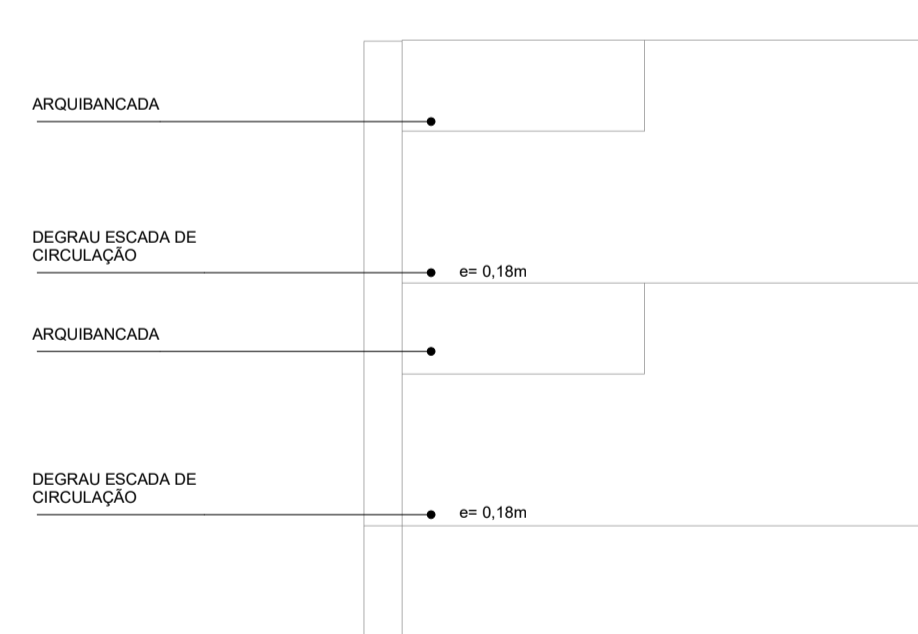 ARQUIBANCADA
DEGRAU ESCADA DE
CIRCULAÇÃO
e= 0,18m
ARQUIBANCADA
DEGRAU ESCADA DE
CIRCULAÇÃO
e= 0,18m